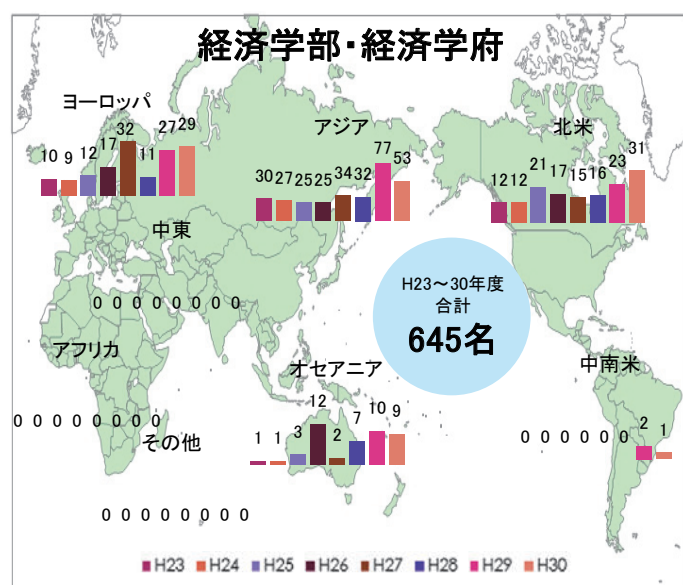 経済学部・経済学府
ヨーロッパ
10 9 12 17 32 11 27 29
アジア
30 27 25 25 34 32 77 53
北米
12 12 21 17 15 16 23 31
中東
0 0 0 0 0 0 0 0
H23～30年度
合計
645名
アフリカ
0 0 0 0 0 0 0 0
オセアニア
1 1 3 12 2 7 10 9
中南米
0 0 0 0 0 0 2 1
その他
0 0 0 0 0 0 0 0
H23 H24 H25 H26 H27 H28 H29 H30